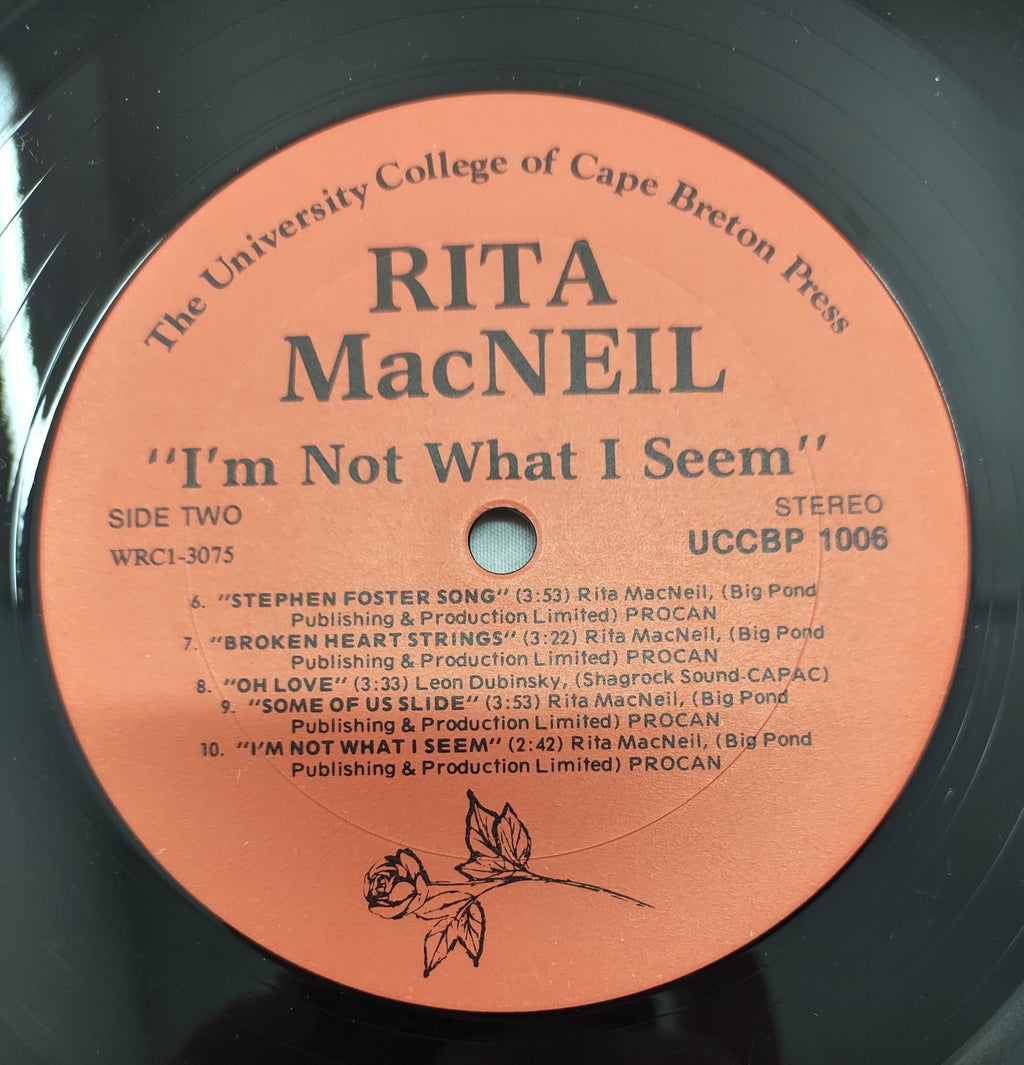 The University College of Cape Breton Press
RITA
MacNEIL
"I'm Not What I Seem"
SIDE TWO
STEREO
WRC1-3075
UCCBP 1006
6. "STEPHEN FOSTER SONG" (3:53) Rita MacNeil, (Big Pond
Publishing & Production Limited) PROCAN
7. "BROKEN HEART STRINGS" (3:22) Rita MacNeil, (Big Pond
Publishing & Production Limited) PROCAN
8. "OH LOVE" (3:33) Leon Dubinsky, (Shagrock Sound-CAPAC)
9. "SOME OF US SLIDE" (3:53) Rita MacNeil, (Big Pond
Publishing & Production Limited) PROCAN
10. "I'M NOT WHAT I SEEM" (2:42) Rita MacNeil, (Big Pond
Publishing & Production Limited) PROCAN